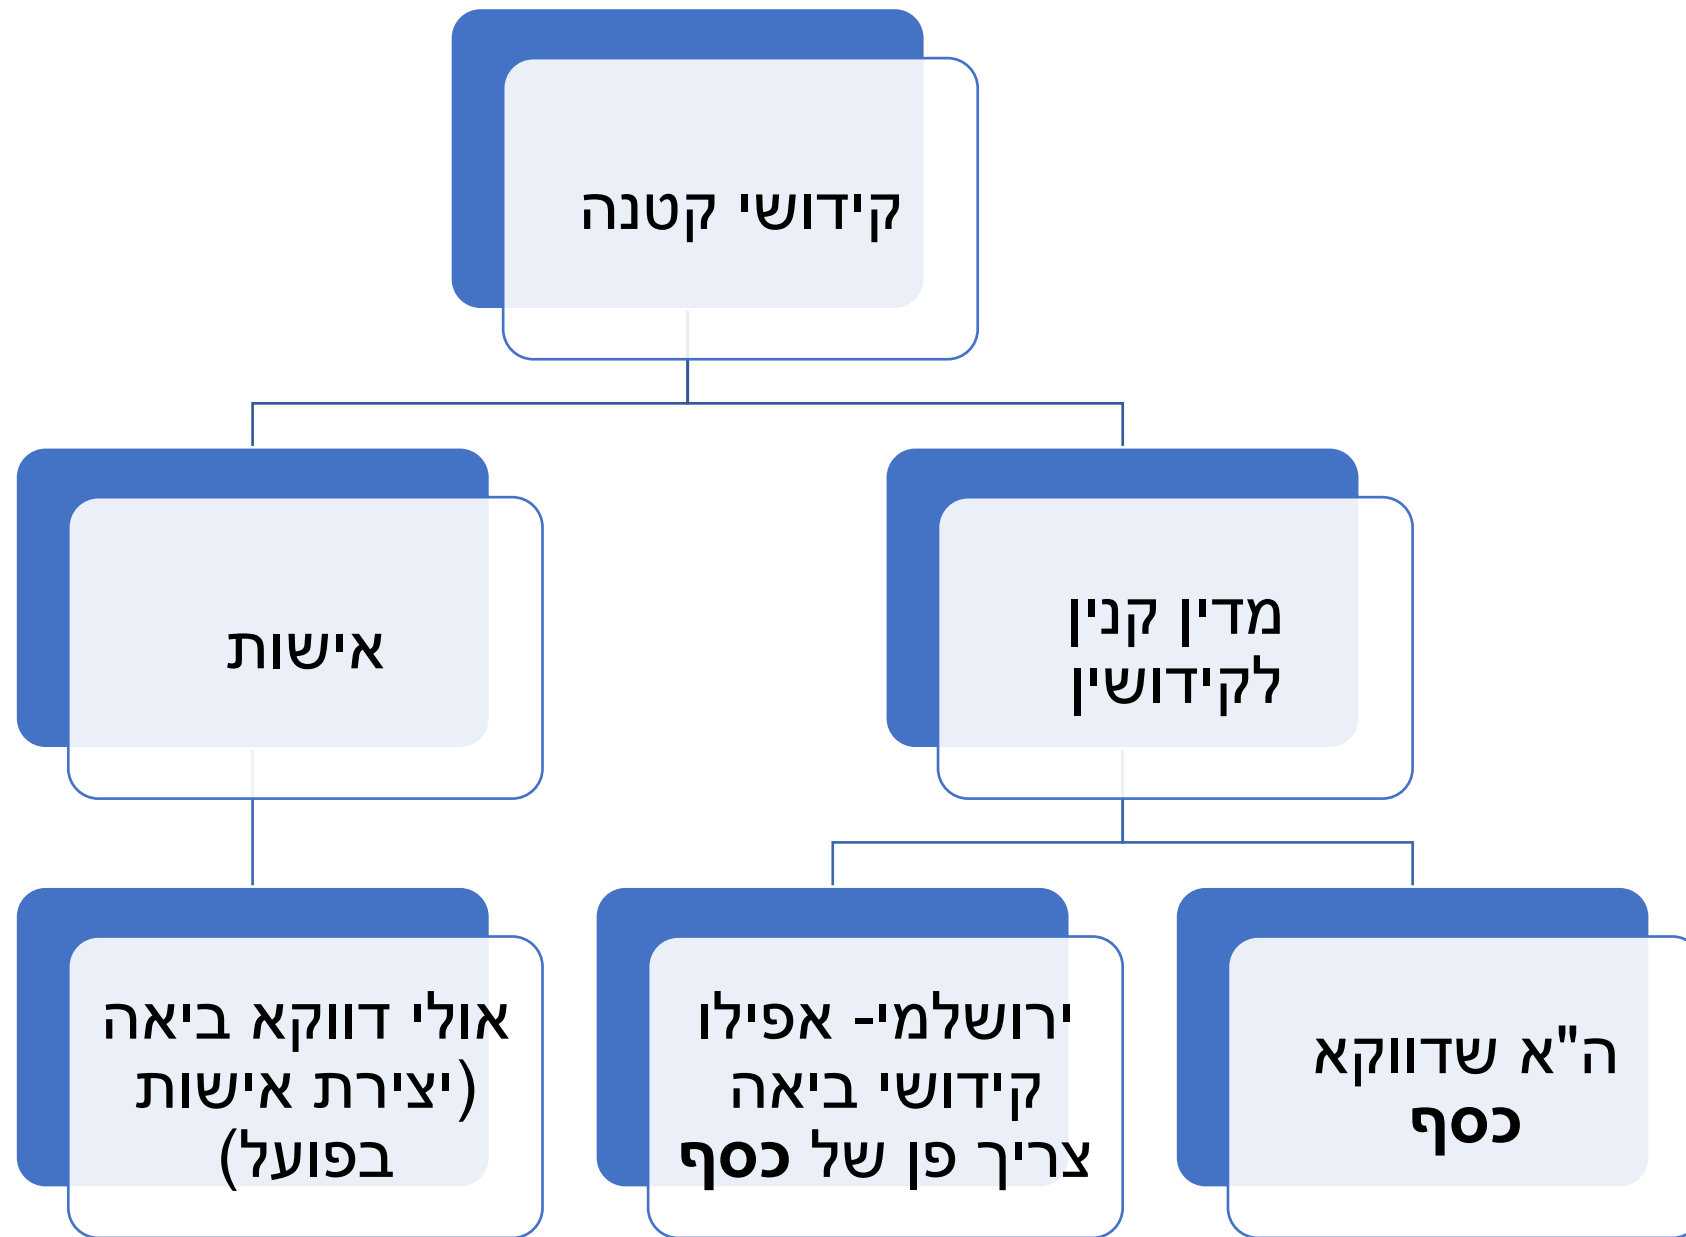 קידושי קטנה
מדין קנין
לקידושין
אישות
ה"א שדווקא
כסף
ירושלמי- אפילו
קידושי ביאה
צריך פן של כסף
אולי דווקא ביאה
(יצירת אישות
בפועל)